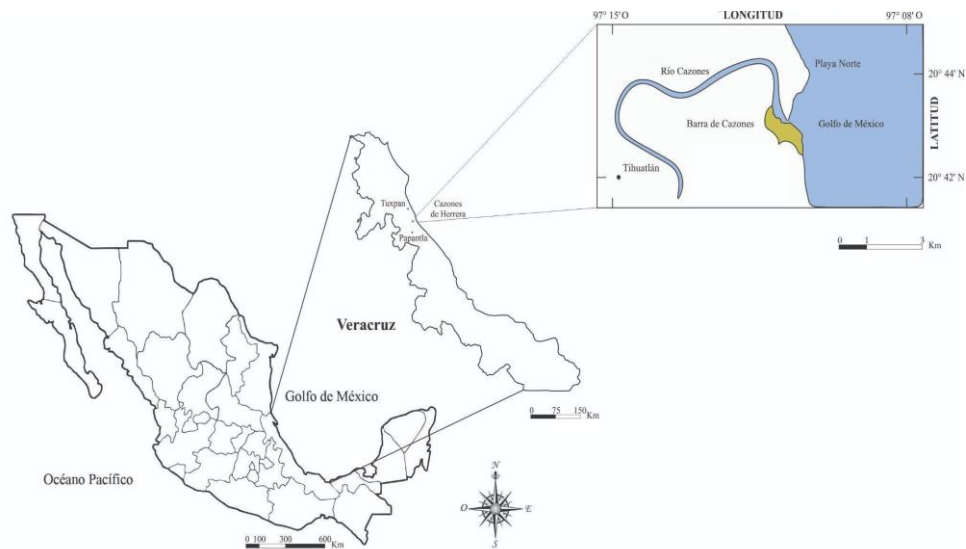 LONGITUD
97° 15' O
97° 08' O
Playa Norte
Río Cazones
20° 44' N
Barra de Cazones
Golfo de México
LATITUD
Tihuatlán
20° 42' N
0 1 3
Km
Tuxpan
Cazones
de Herrera
Papantla
Veracruz
Golfo de México
0 75 150
Km
Océano Pacífico
N
O
E
S
0 100 300 600
Km